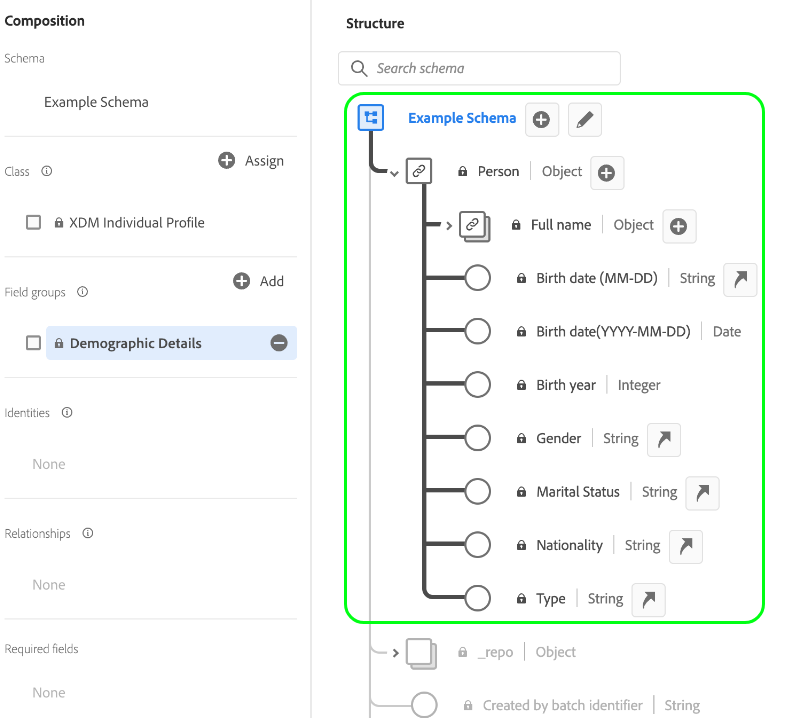 Composition
Schema
Example Schema
Class
Assign
XDM Individual Profile
Field groups
Add
Demographic Details
Identities
None
Relationships
None
Required fields
None
Structure
Search schema
Example Schema
Person Object
Full name Object
Birth date (MM-DD) String
Birth date(YYYY-MM-DD) Date
Birth year Integer
Gender String
Marital Status String
Nationality String
Type String
_repo Object
Created by batch identifier String